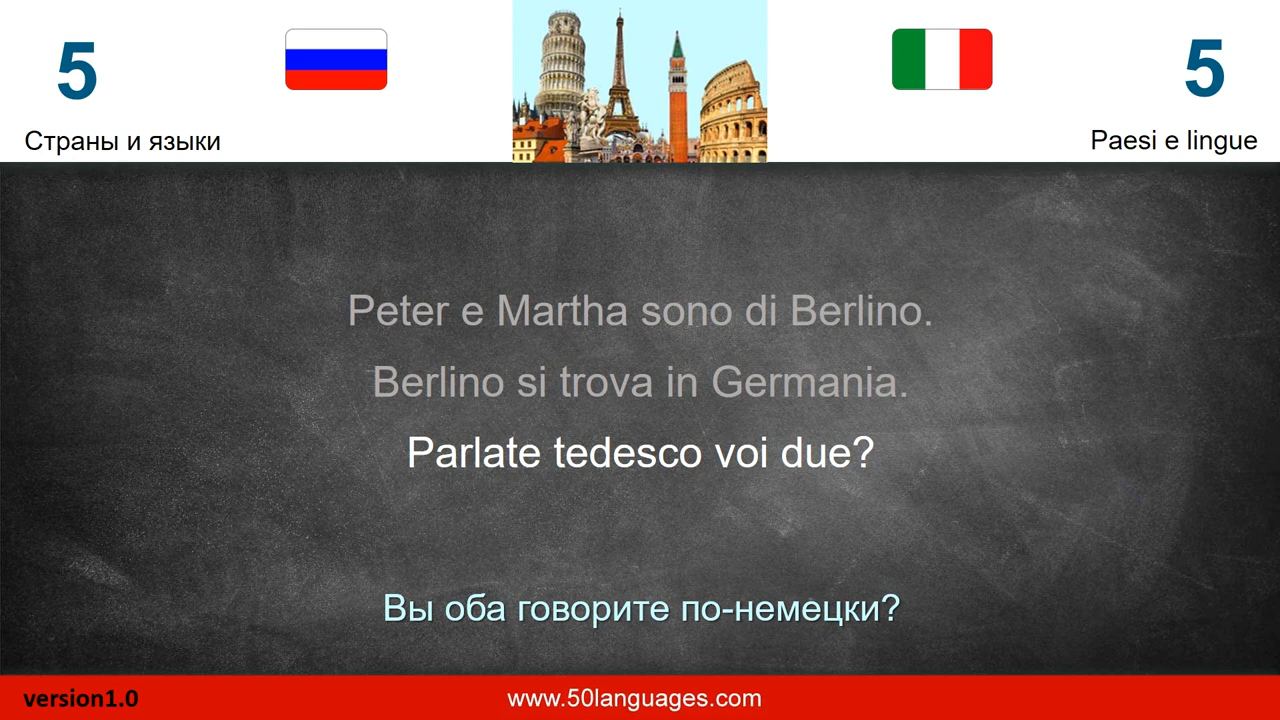 5
5
Страны и языки
Paesi e lingue
Peter e Martha sono di Berlino.
Berlino si trova in Germania.
Parlate tedesco voi due?
Вы оба говорите по-немецки?
version1.0
www.50languages.com